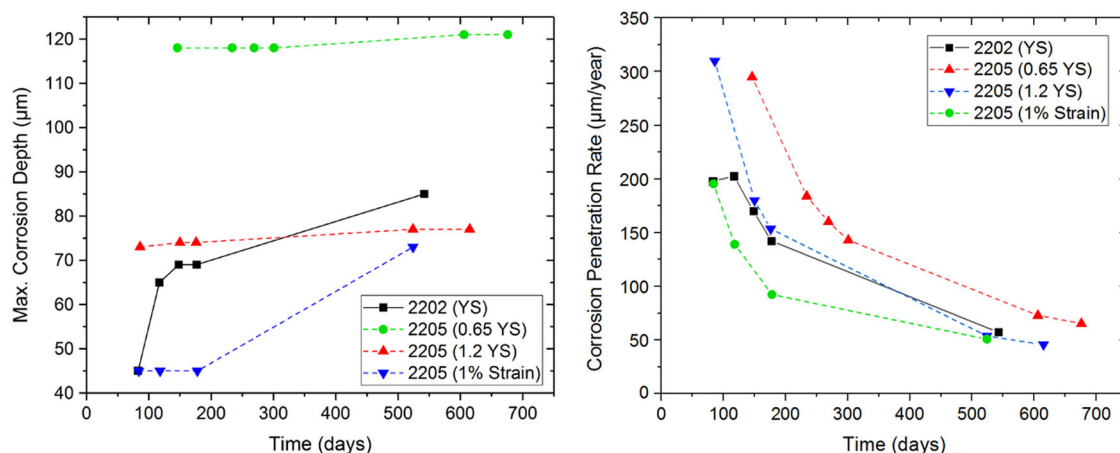 120
110
100
90
80
70
60
50
40
Max. Corrosion Depth (µm)
2202 (YS)
2205 (0.65 YS)
2205 (1.2 YS)
2205 (1% Strain)
0 100 200 300 400 500 600 700
Time (days)
350
300
250
200
150
100
50
0
Corrosion Penetration Rate (µm/year)
2202 (YS)
2205 (0.65 YS)
2205 (1.2 YS)
2205 (1% Strain)
0 100 200 300 400 500 600 700
Time (days)